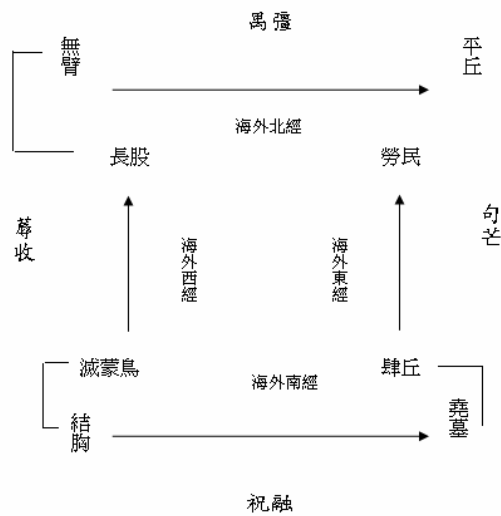 禺彊
無臂
平丘
海外北經
長股
勞民
蓐收
句芒
海外西經
海外東經
滅蒙鳥
肆丘
海外南經
結胸
堯墓
祝融